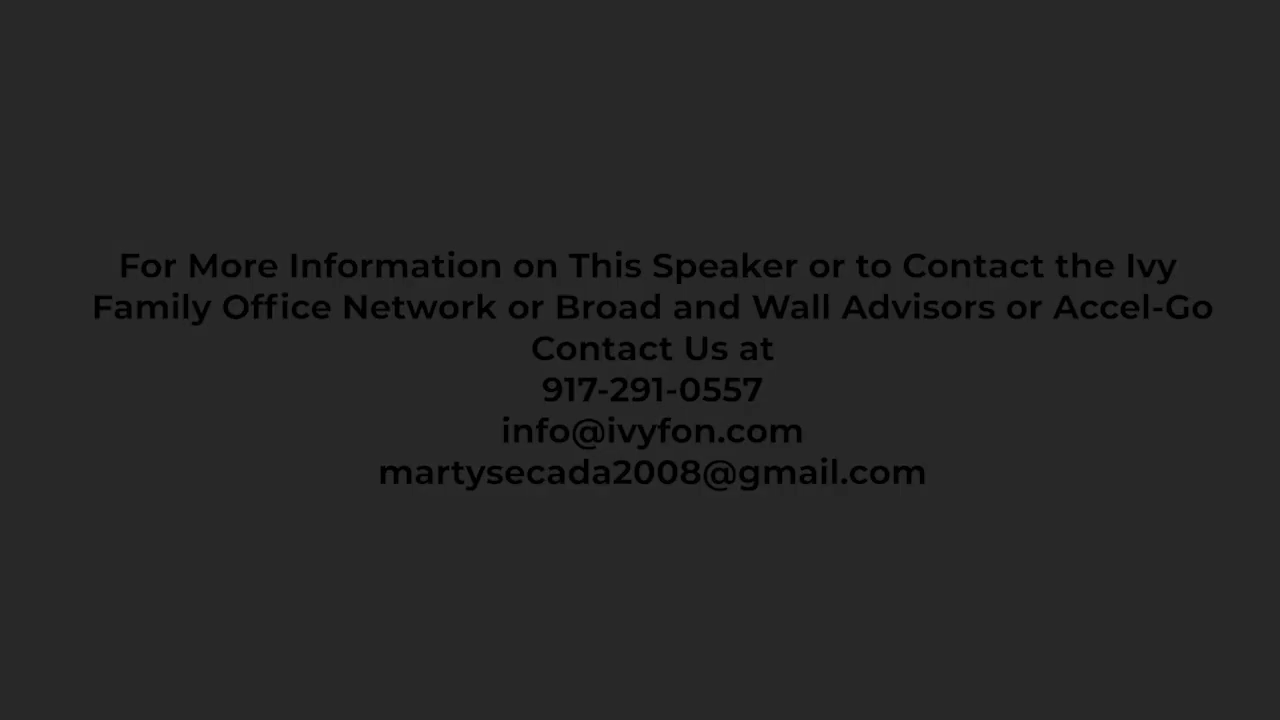 For More Information on This Speaker or to Contact the Ivy
Family Office Network or Broad and Wall Advisors or Accel-Go
Contact Us at
917-291-0557
info@ivyfon.com
martysecada2008@gmail.com